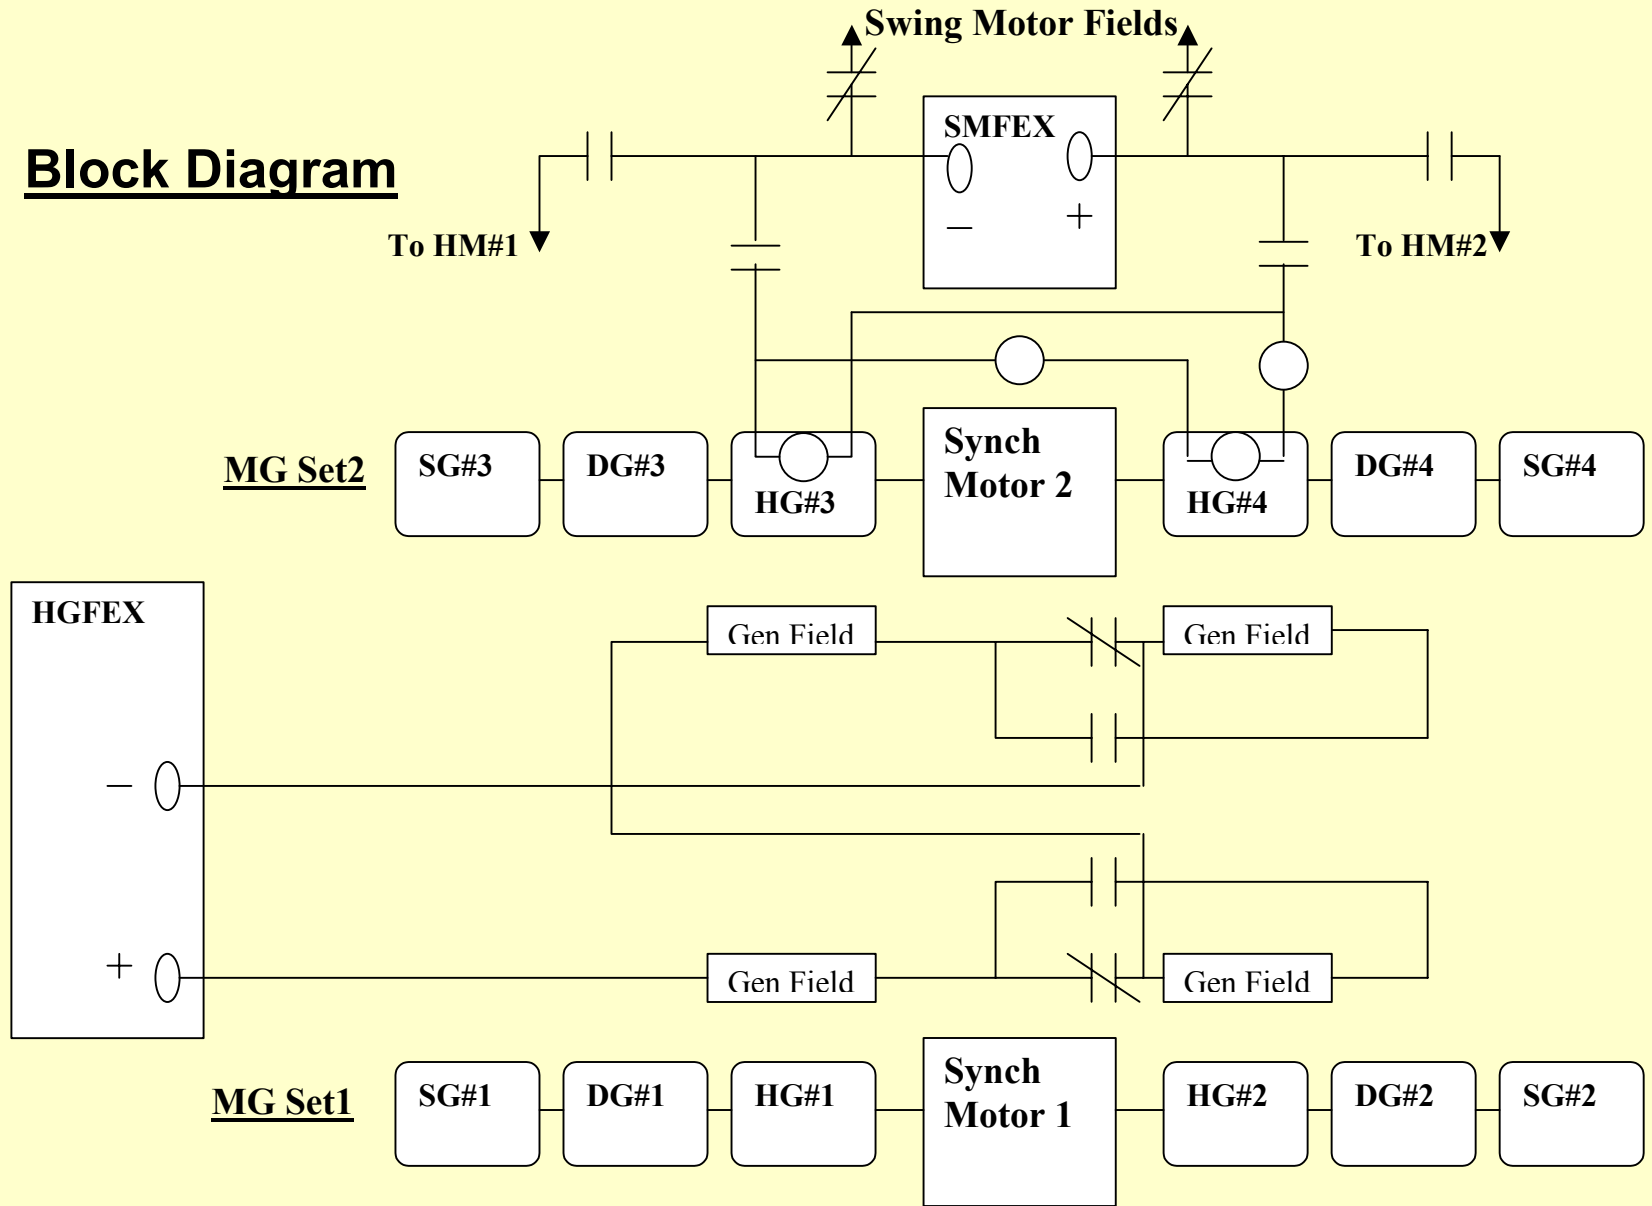 Swing Motor Fields
SMFEX
Block Diagram
− +
To HM#1
To HM#2
MG Set2
SG#3
DG#3
HG#3
Synch
Motor 2
HG#4
DG#4
SG#4
HGFEX
Gen Field
Gen Field
−
+
Gen Field
Gen Field
MG Set1
SG#1
DG#1
HG#1
Synch
Motor 1
HG#2
DG#2
SG#2